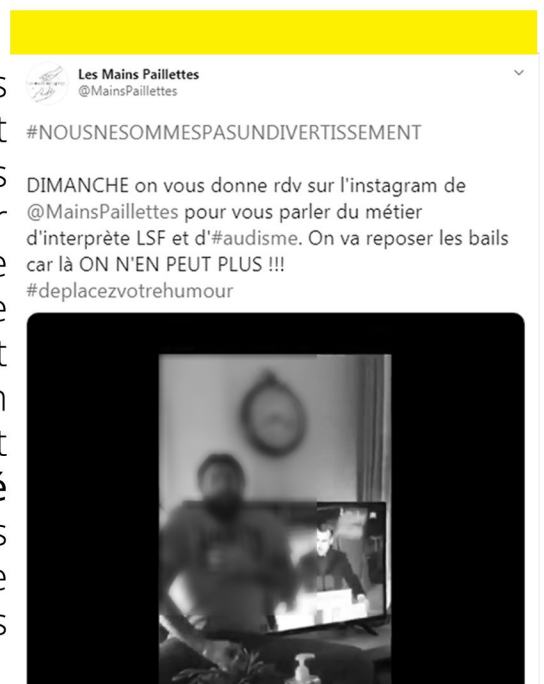 Les Mains Paillettes
@MainsPaillettes
#NOUSNESOMMESPASUNDIVERTISSEMENT
DIMANCHE on vous donne rdv sur l'instagram de
@MainsPaillettes pour vous parler du métier
d'interprète LSF et d'#audisme. On va reposer les bails
car là ON N'EN PEUT PLUS !!!
#deplacezvotrehumour